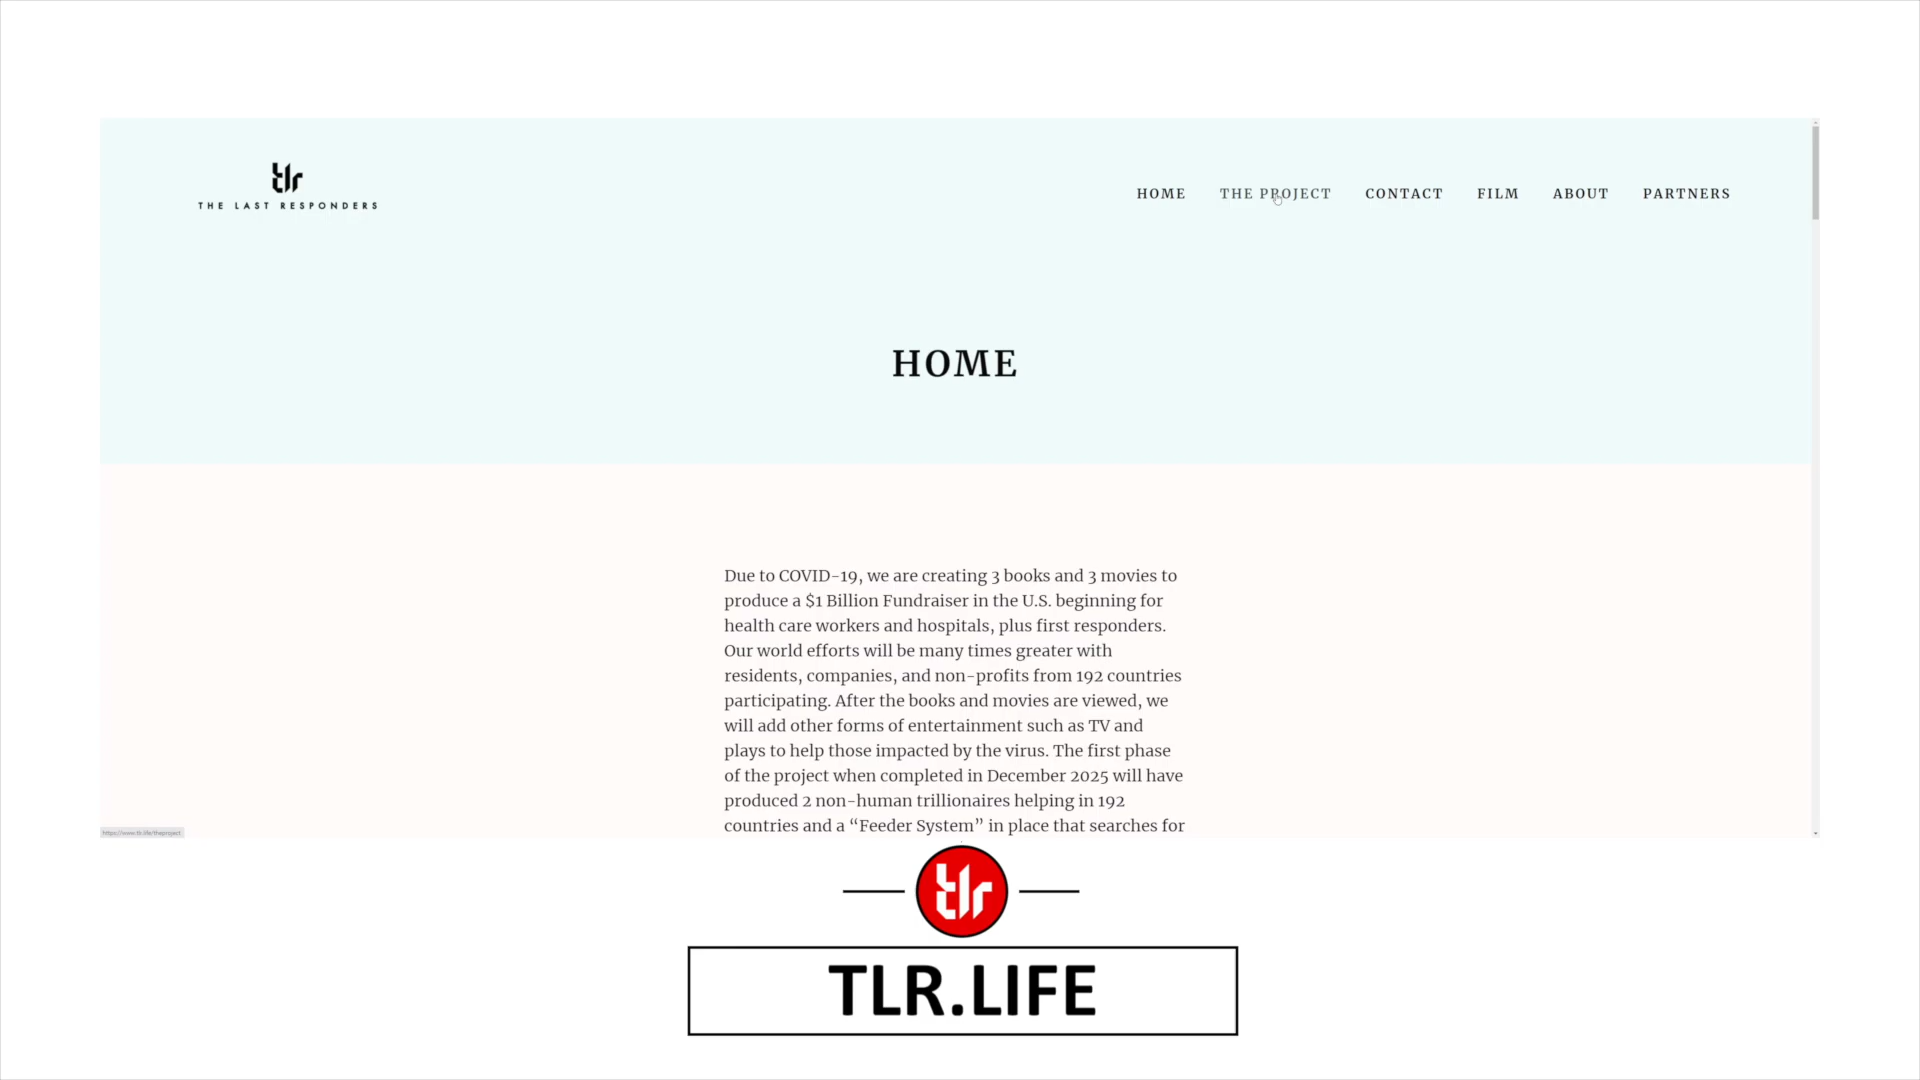 tlr
THE LAST RESPONDERS
HOME THE PROJECT CONTACT FILM ABOUT PARTNERS
HOME
Due to COVID-19, we are creating 3 books and 3 movies to
produce a $1 Billion Fundraiser in the U.S. beginning for
health care workers and hospitals, plus first responders.
Our world efforts will be many times greater with
residents, companies, and non-profits from 192 countries
participating. After the books and movies are viewed, we
will add other forms of entertainment such as TV and
plays to help those impacted by the virus. The first phase
of the project when completed in December 2025 will have
produced 2 non-human trillionaires helping in 192
countries and a “Feeder System” in place that searches for
https://www.tlr.life/theproject
tlr
TLR.LIFE